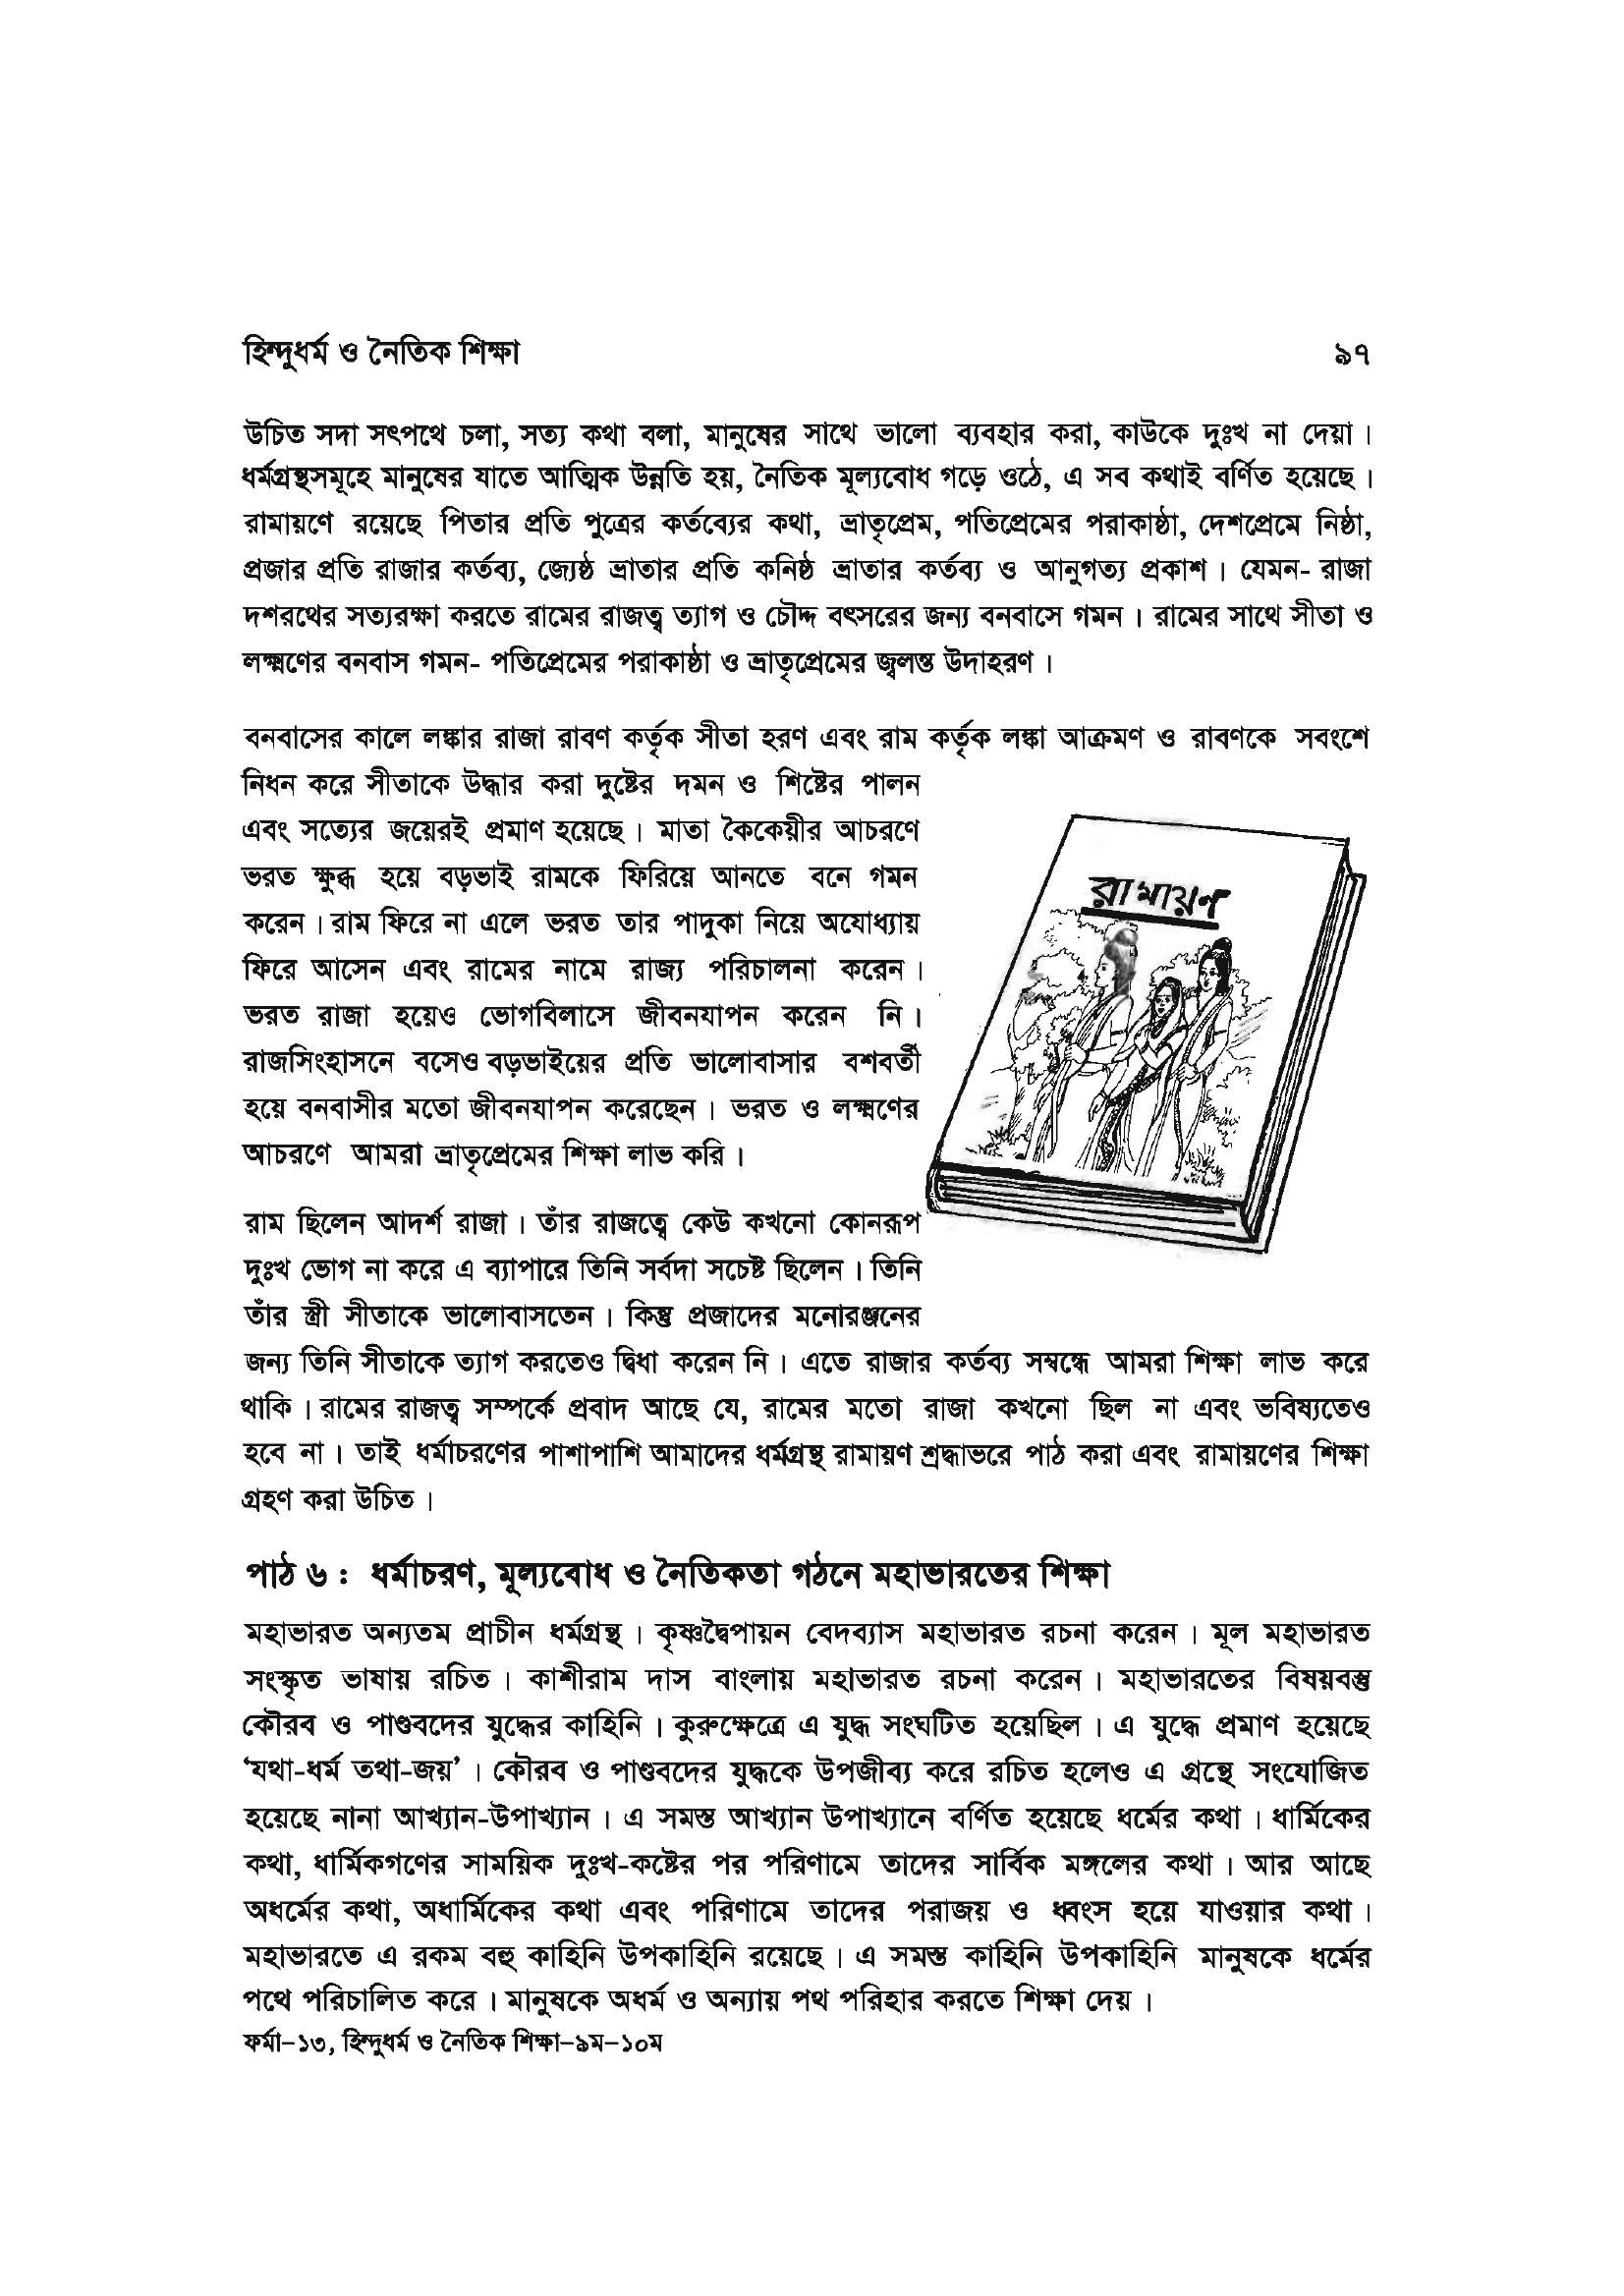 হিন্দুধর্ম ও নৈতিক শিক্ষা ৯৭
উচিত সদা সৎপথে চলা, সত্য কথা বলা, মানুষের সাথে ভালো ব্যবহার করা, কাউকে দুঃখ না দেয়া।
ধর্মগ্রন্থসমূহে মানুষের যাতে আত্মিক উন্নতি হয়, নৈতিক মূল্যবোধ গড়ে ওঠে, এ সব কথাই বর্ণিত হয়েছে।
রামায়ণে রয়েছে পিতার প্রতি পুত্রের কর্তব্যের কথা, ভ্রাতৃপ্রেম, পতিপ্রেমের পরাকাষ্ঠা, দেশপ্রেমে নিষ্ঠা,
প্রজার প্রতি রাজার কর্তব্য, জ্যেষ্ঠ ভ্রাতার প্রতি কনিষ্ঠ ভ্রাতার কর্তব্য ও আনুগত্য প্রকাশ। যেমন- রাজা
দশরথের সত্যরক্ষা করতে রামের রাজত্ব ত্যাগ ও চৌদ্দ বৎসরের জন্য বনবাসে গমন। রামের সাথে সীতা ও
লক্ষ্মণের বনবাস গমন- পতিপ্রেমের পরাকাষ্ঠা ও ভ্রাতৃপ্রেমের জ্বলন্ত উদাহরণ।
বনবাসের কালে লঙ্কার রাজা রাবণ কর্তৃক সীতা হরণ এবং রাম কর্তৃক লঙ্কা আক্রমণ ও রাবণকে সবংশে
নিধন করে সীতাকে উদ্ধার করা দুষ্টের দমন ও শিষ্টের পালন
এবং সত্যের জয়েরই প্রমাণ হয়েছে। মাতা কৈকেয়ীর আচরণে
ভরত ক্ষুব্ধ হয়ে বড়ভাই রামকে ফিরিয়ে আনতে বনে গমন
করেন। রাম ফিরে না এলে ভরত তার পাদুকা নিয়ে অযোধ্যায়
ফিরে আসেন এবং রামের নামে রাজ্য পরিচালনা করেন।
ভরত রাজা হয়েও ভোগবিলাসে জীবনযাপন করেন নি।
রাজসিংহাসনে বসেও বড়ভাইয়ের প্রতি ভালোবাসার বশবর্তী
হয়ে বনবাসীর মতো জীবনযাপন করেছেন। ভরত ও লক্ষ্মণের
আচরণে আমরা ভ্রাতৃপ্রেমের শিক্ষা লাভ করি।
রামায়ণ
রাম ছিলেন আদর্শ রাজা। তাঁর রাজত্বে কেউ কখনো কোনরূপ
দুঃখ ভোগ না করে এ ব্যাপারে তিনি সর্বদা সচেষ্ট ছিলেন। তিনি
তাঁর স্ত্রী সীতাকে ভালোবাসতেন। কিন্তু প্রজাদের মনোরঞ্জনের
জন্য তিনি সীতাকে ত্যাগ করতেও দ্বিধা করেন নি। এতে রাজার কর্তব্য সম্বন্ধে আমরা শিক্ষা লাভ করে
থাকি। রামের রাজত্ব সম্পর্কে প্রবাদ আছে যে, রামের মতো রাজা কখনো ছিল না এবং ভবিষ্যতেও
হবে না। তাই ধর্মাচরণের পাশাপাশি আমাদের ধর্মগ্রন্থ রামায়ণ শ্রদ্ধাভরে পাঠ করা এবং রামায়ণের শিক্ষা
গ্রহণ করা উচিত।
পাঠ ৬ : ধর্মাচরণ, মূল্যবোধ ও নৈতিকতা গঠনে মহাভারতের শিক্ষা
মহাভারত অন্যতম প্রাচীন ধর্মগ্রন্থ। কৃষ্ণদ্বৈপায়ন বেদব্যাস মহাভারত রচনা করেন। মূল মহাভারত
সংস্কৃত ভাষায় রচিত। কাশীরাম দাস বাংলায় মহাভারত রচনা করেন। মহাভারতের বিষয়বস্তু
কৌরব ও পাণ্ডবদের যুদ্ধের কাহিনি। কুরুক্ষেত্রে এ যুদ্ধ সংঘটিত হয়েছিল। এ যুদ্ধে প্রমাণ হয়েছে
‘যথা-ধর্ম তথা-জয়’। কৌরব ও পাণ্ডবদের যুদ্ধকে উপজীব্য করে রচিত হলেও এ গ্রন্থে সংযোজিত
হয়েছে নানা আখ্যান-উপাখ্যান। এ সমস্ত আখ্যান উপাখ্যানে বর্ণিত হয়েছে ধর্মের কথা। ধার্মিকের
কথা, ধার্মিকগণের সাময়িক দুঃখ-কষ্টের পর পরিণামে তাদের সার্বিক মঙ্গলের কথা। আর আছে
অধর্মের কথা, অধার্মিকের কথা এবং পরিণামে তাদের পরাজয় ও ধ্বংস হয়ে যাওয়ার কথা।
মহাভারতে এ রকম বহু কাহিনি উপকাহিনি রয়েছে। এ সমস্ত কাহিনি উপকাহিনি মানুষকে ধর্মের
পথে পরিচালিত করে। মানুষকে অধর্ম ও অন্যায় পথ পরিহার করতে শিক্ষা দেয়।
ফর্মা–১৩, হিন্দুধর্ম ও নৈতিক শিক্ষা–৯ম–১০ম